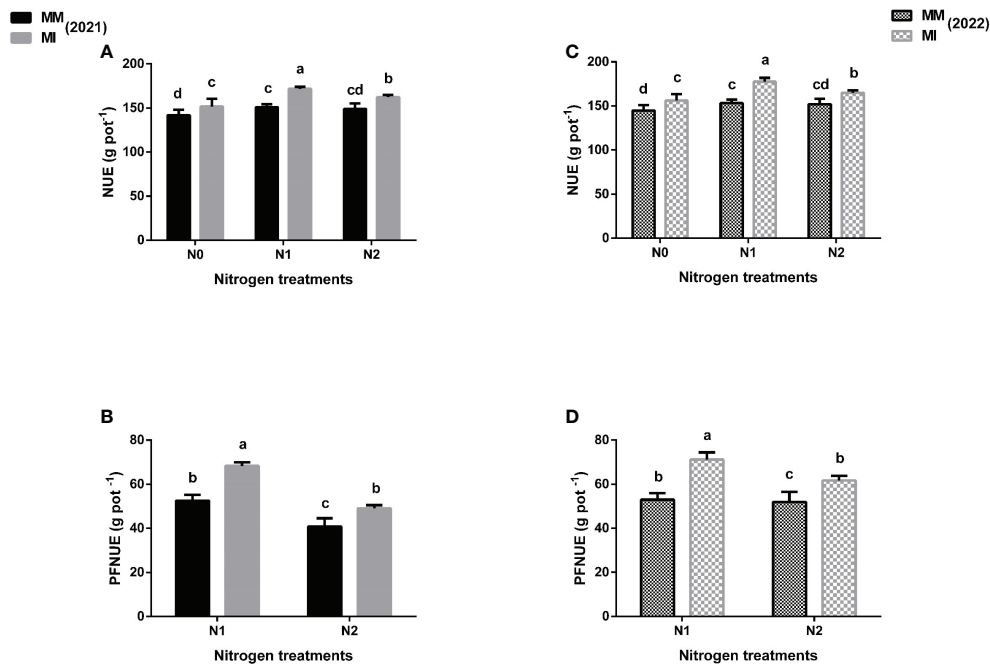 MM (2021)
MI
MM (2022)
MI
A
NUE (g pot⁻¹)
200
150
100
50
0
d c c a cd b
N0 N1 N2
Nitrogen treatments
C
NUE (g pot⁻¹)
200
150
100
50
0
d c c a cd b
N0 N1 N2
Nitrogen treatments
B
PFNUE (g pot ⁻¹)
80
60
40
20
0
b a c b
N1 N2
Nitrogen treatments
D
PFNUE (g pot ⁻¹)
80
60
40
20
0
b a c b
N1 N2
Nitrogen treatments